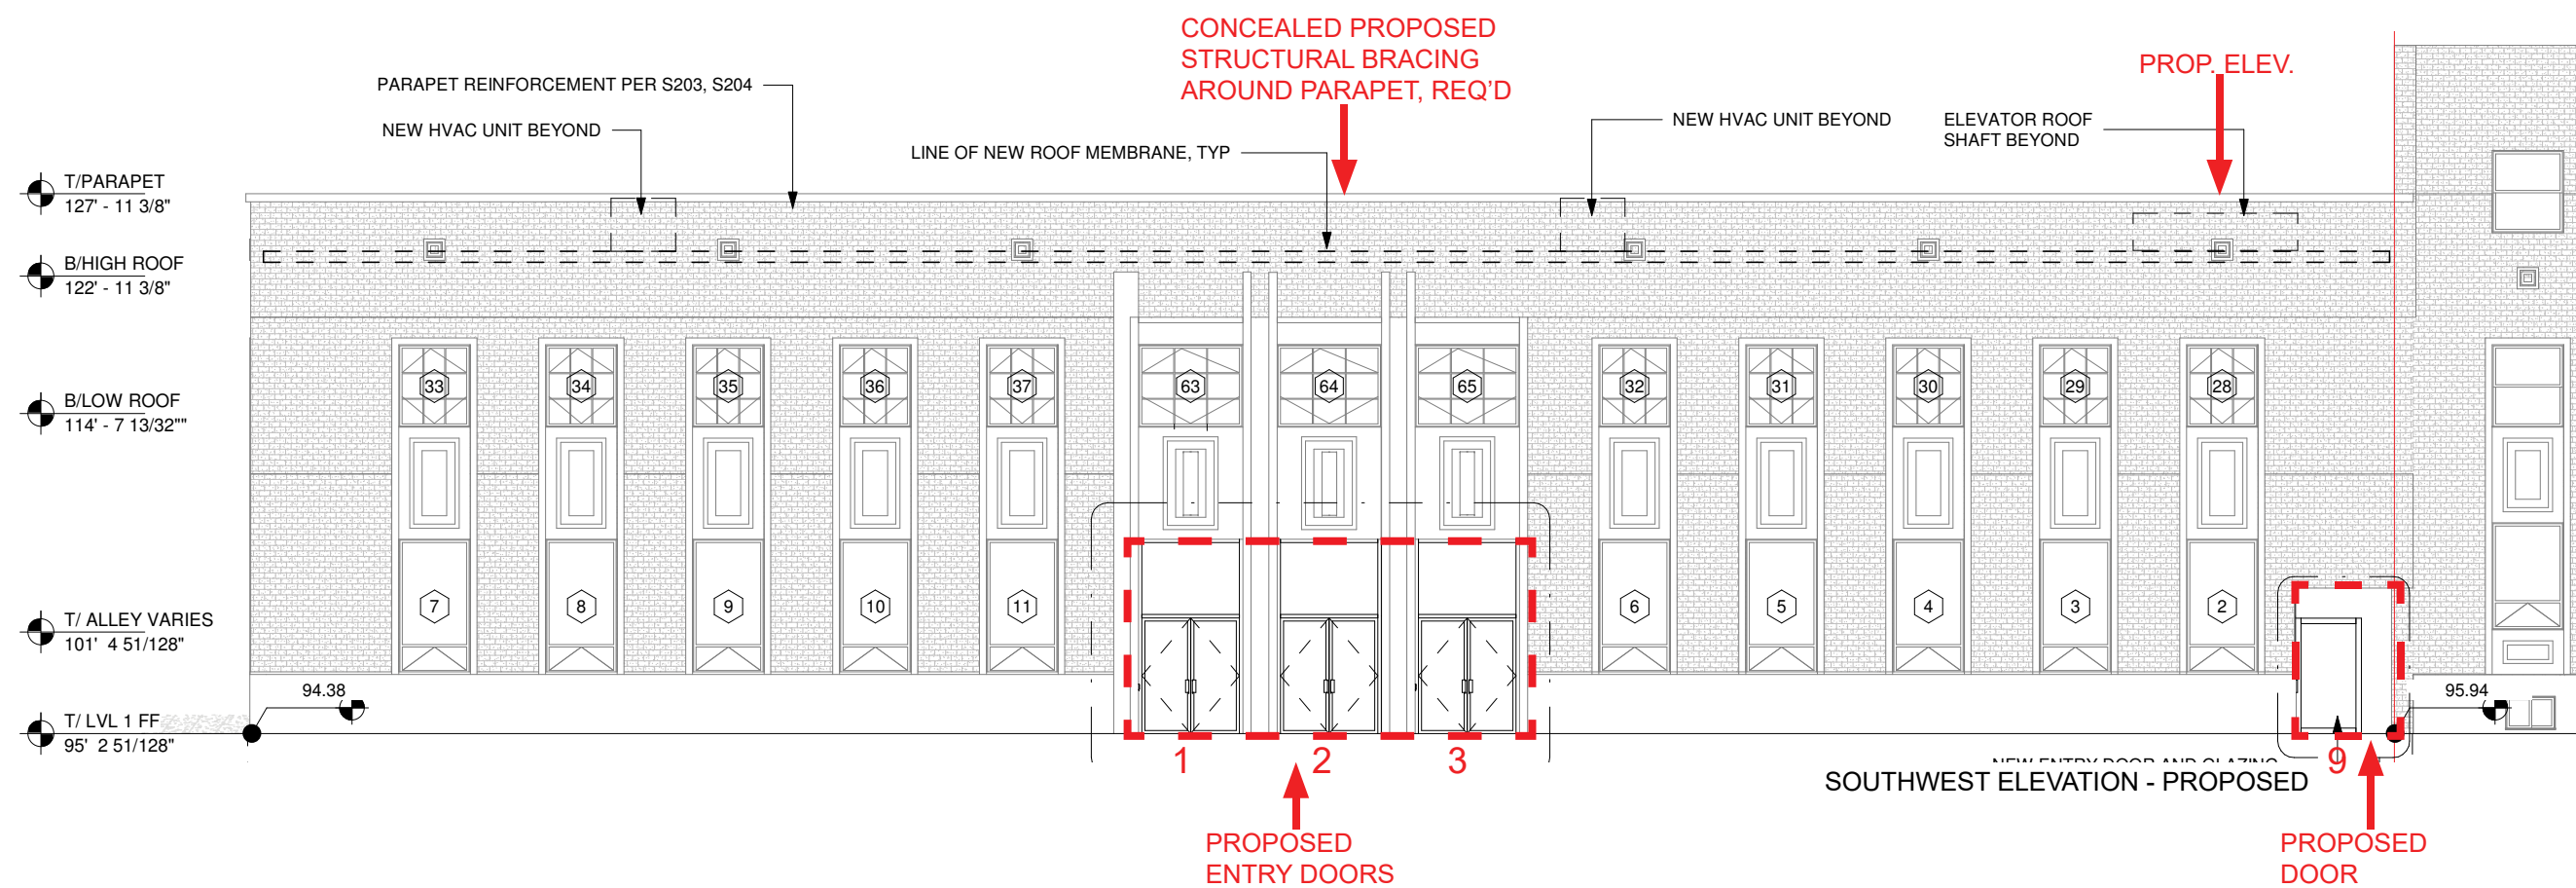 CONCEALED PROPOSED
STRUCTURAL BRACING
AROUND PARAPET, REQ'D
PROP. ELEV.
PARAPET REINFORCEMENT PER S203, S204
NEW HVAC UNIT BEYOND
LINE OF NEW ROOF MEMBRANE, TYP
NEW HVAC UNIT BEYOND
ELEVATOR ROOF
SHAFT BEYOND
T/PARAPET
127' - 11 3/8"
B/HIGH ROOF
122' - 11 3/8"
B/LOW ROOF
114' - 7 13/32""
T/ ALLEY VARIES
101' 4 51/128"
T/ LVL 1 FF
95' 2 51/128"
33 34 35 36 37 63 64 65 32 31 30 29 28
7 8 9 10 11 6 5 4 3 2
94.38
95.94
1 2 3 9
NEW ENTRY DOOR AND GLAZING
SOUTHWEST ELEVATION - PROPOSED
PROPOSED
ENTRY DOORS
PROPOSED
DOOR